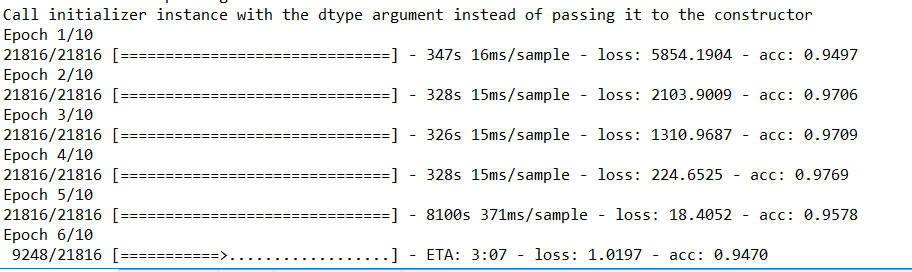 Call initializer instance with the dtype argument instead of passing it to the constructor
Epoch 1/10
21816/21816 [==============================] - 347s 16ms/sample - loss: 5854.1904 - acc: 0.9497
Epoch 2/10
21816/21816 [==============================] - 328s 15ms/sample - loss: 2103.9009 - acc: 0.9706
Epoch 3/10
21816/21816 [==============================] - 326s 15ms/sample - loss: 1310.9687 - acc: 0.9709
Epoch 4/10
21816/21816 [==============================] - 328s 15ms/sample - loss: 224.6525 - acc: 0.9769
Epoch 5/10
21816/21816 [==============================] - 8100s 371ms/sample - loss: 18.4052 - acc: 0.9578
Epoch 6/10
 9248/21816 [===========>..................] - ETA: 3:07 - loss: 1.0197 - acc: 0.9470